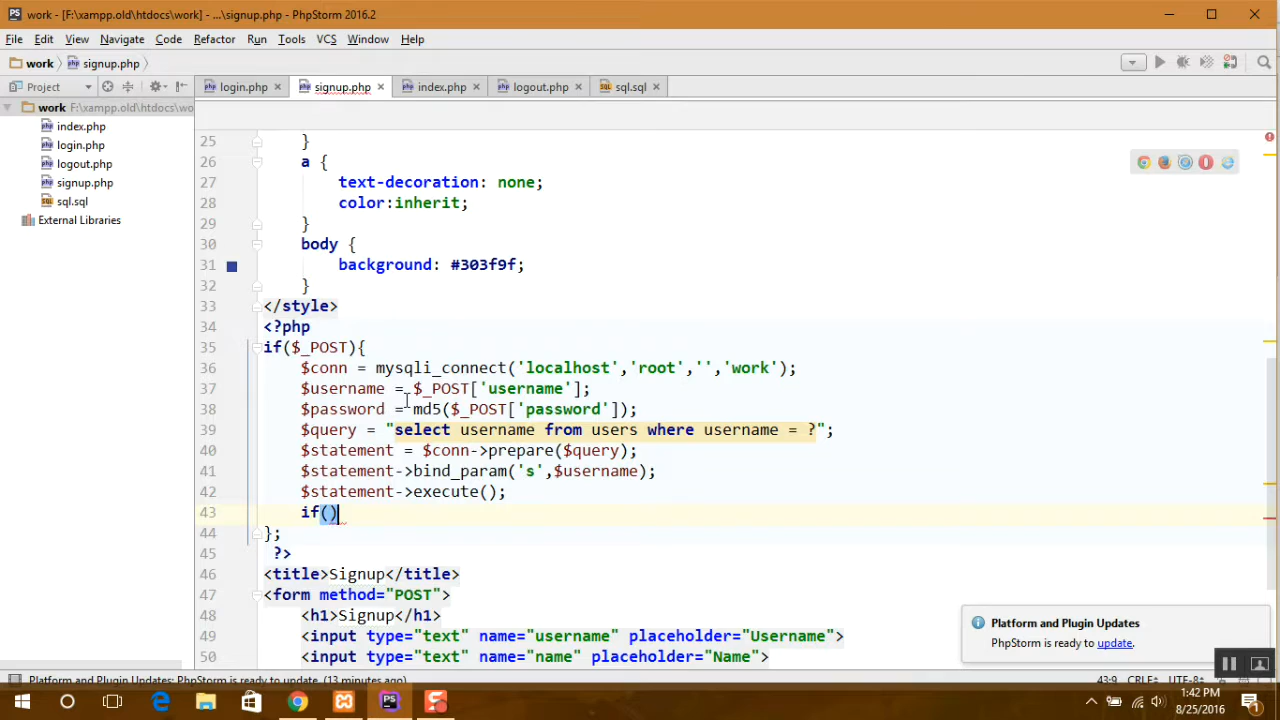 PS work - [F:\xampp.old\htdocs\work] - ...\signup.php - PhpStorm 2016.2
File Edit View Navigate Code Refactor Run Tools VCS Window Help
work signup.php
Project login.php signup.php index.php logout.php sql.sql
work F:\xampp.old\htdocs\wo
index.php
login.php
logout.php
signup.php
sql.sql
External Libraries
25 }
26 a {
27 text-decoration: none;
28 color:inherit;
29 }
30 body {
31 background: #303f9f;
32 }
33 </style>
34 <?php
35 if($_POST){
36 $conn = mysqli_connect('localhost','root','','work');
37 $username = $_POST['username'];
38 $password = md5($_POST['password']);
39 $query = "select username from users where username = ?";
40 $statement = $conn->prepare($query);
41 $statement->bind_param('s',$username);
42 $statement->execute();
43 if()
44 };
45 ?>
46 <title>Signup</title>
47 <form method="POST">
48 <h1>Signup</h1>
49 <input type="text" name="username" placeholder="Username">
50 <input type="text" name="name" placeholder="Name">
Platform and Plugin Updates
PhpStorm is ready to update.
Platform and Plugin Updates: PhpStorm is ready to update. (13 minutes ago) 43:9 CRLF÷ UTF-8÷
PS
1:42 PM
8/25/2016